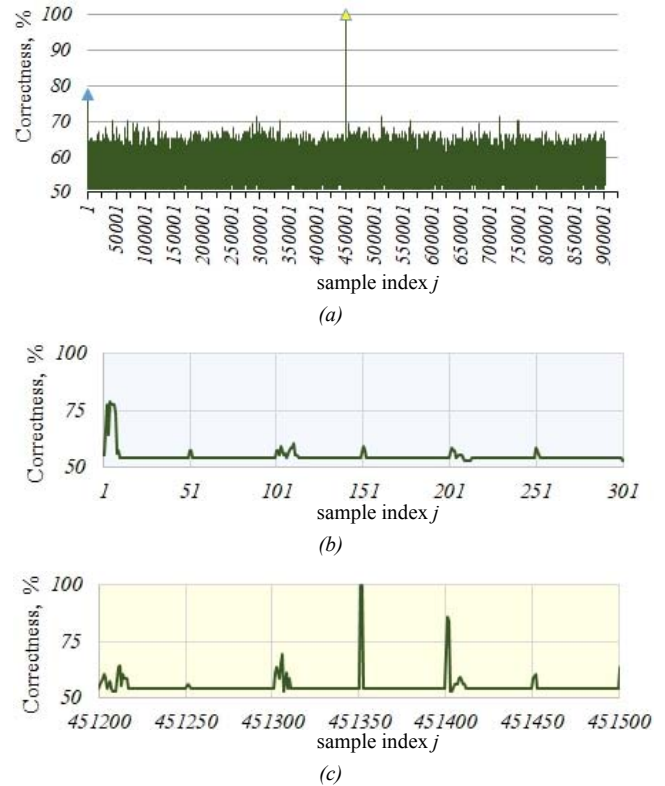 Correctness, %
100
90
80
70
60
50
1
50001
100001
150001
200001
250001
300001
350001
400001
450001
500001
550001
600001
650001
700001
750001
800001
850001
900001
sample index j
(a)
Correctness, %
100
75
50
1 51 101 151 201 251 301
sample index j
(b)
Correctness, %
100
75
50
451200 451250 451300 451350 451400 451450 451500
sample index j
(c)